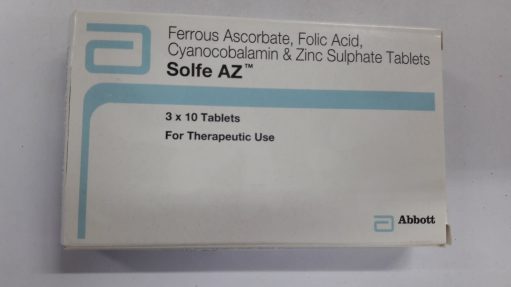 Ferrous Ascorbate, Folic Acid,
Cyanocobalamin & Zinc Sulphate Tablets
Solfe AZ™
3 x 10 Tablets
For Therapeutic Use
Abbott